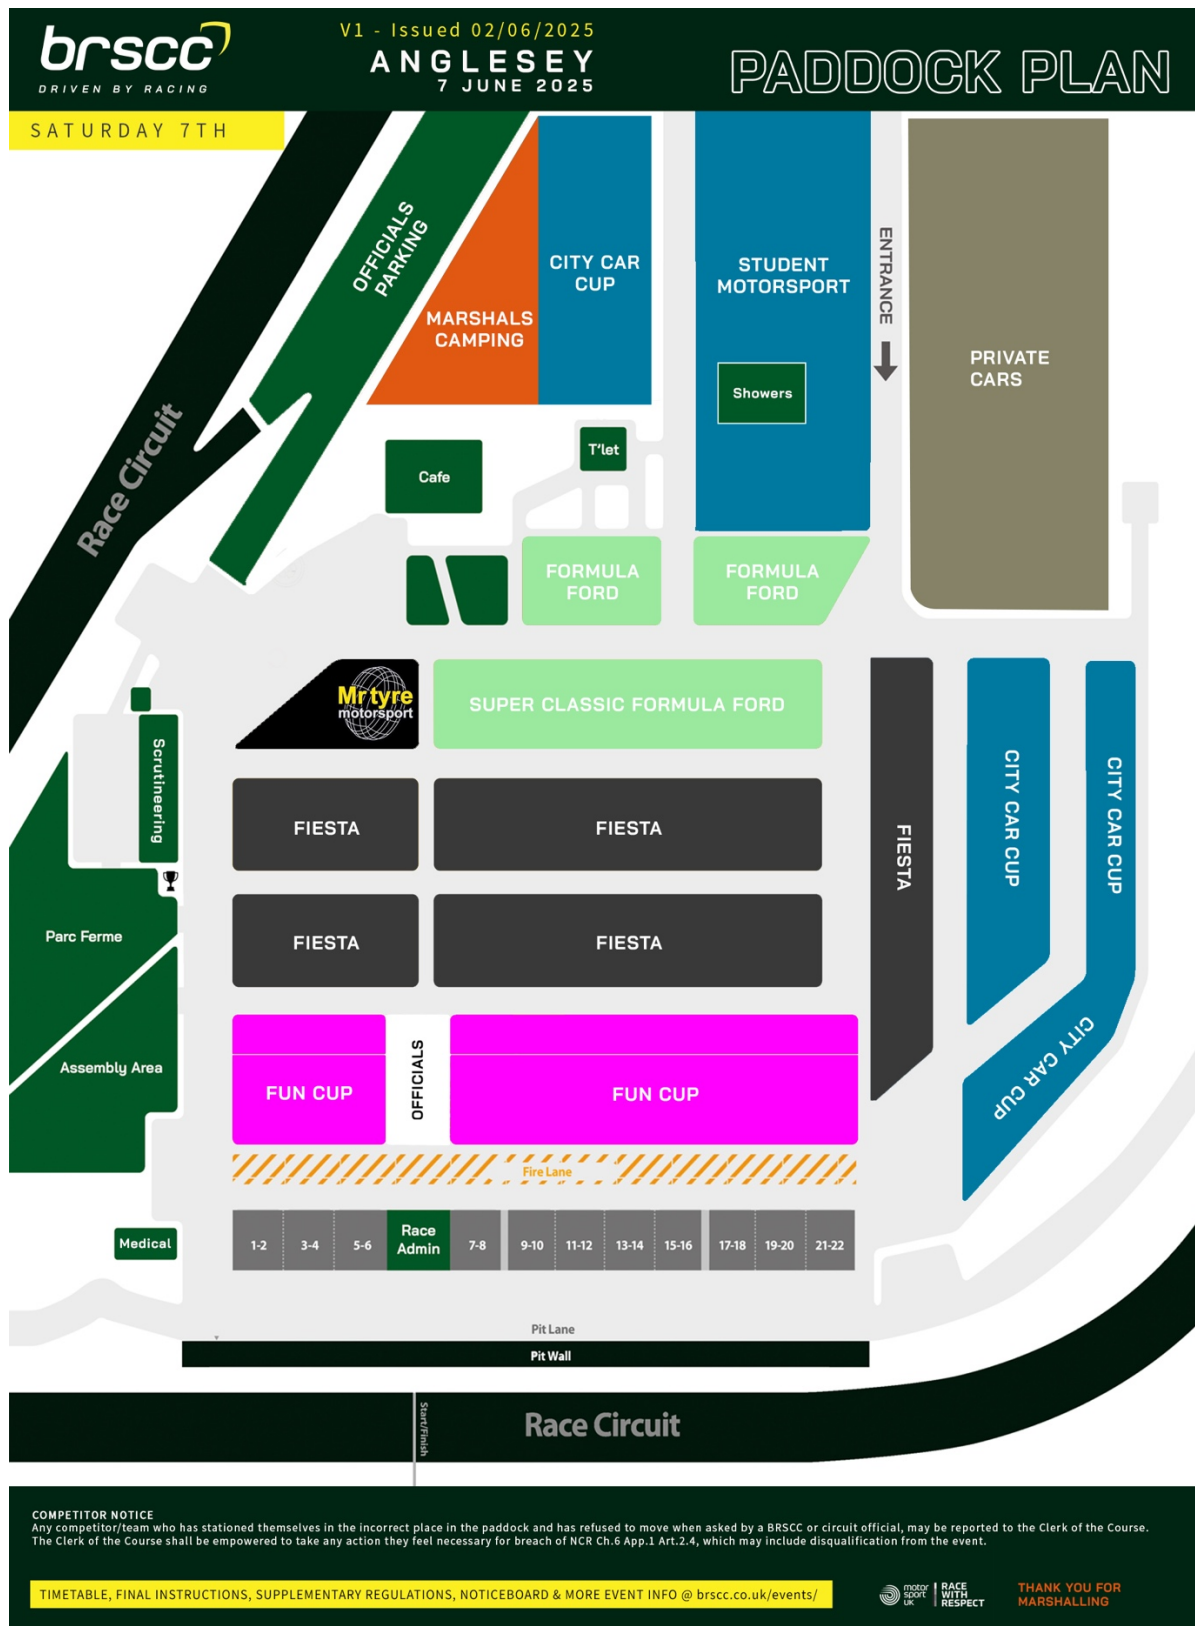 brscc
DRIVEN BY RACING
V1 - Issued 02/06/2025
ANGLESEY
7 JUNE 2025
PADDOCK PLAN
SATURDAY 7TH
OFFICIALS
PARKING
MARSHALS
CAMPING
CITY CAR
CUP
STUDENT
MOTORSPORT
Showers
ENTRANCE
PRIVATE
CARS
Race Circuit
Cafe
T'let
FORMULA
FORD
FORMULA
FORD
Mr tyre
motorsport
SUPER CLASSIC FORMULA FORD
Scrutineering
FIESTA
FIESTA
FIESTA
CITY CAR CUP
CITY CAR CUP
Parc Ferme
FIESTA
FIESTA
Assembly Area
FUN CUP
OFFICIALS
FUN CUP
CITY CAR CUP
Fire Lane
Medical
1-2
3-4
5-6
Race
Admin
7-8
9-10
11-12
13-14
15-16
17-18
19-20
21-22
Pit Lane
Pit Wall
Start/Finish
Race Circuit
COMPETITOR NOTICE
Any competitor/team who has stationed themselves in the incorrect place in the paddock and has refused to move when asked by a BRSCC or circuit official, may be reported to the Clerk of the Course.
The Clerk of the Course shall be empowered to take any action they feel necessary for breach of NCR Ch.6 App.1 Art.2.4, which may include disqualification from the event.
TIMETABLE, FINAL INSTRUCTIONS, SUPPLEMENTARY REGULATIONS, NOTICEBOARD & MORE EVENT INFO @ brscc.co.uk/events/
motor
sport
UK
RACE
WITH
RESPECT
THANK YOU FOR
MARSHALLING